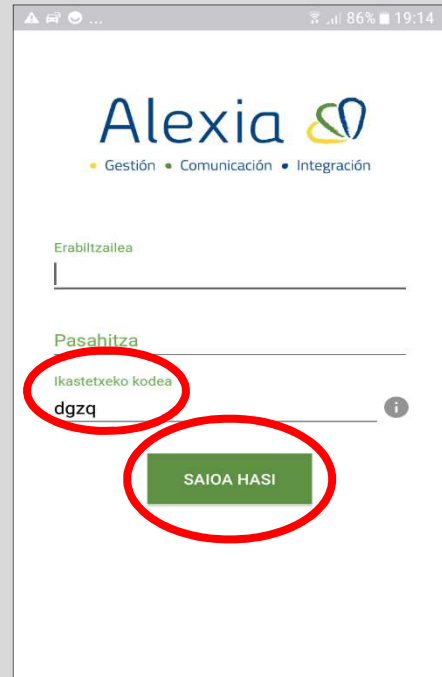 ... 86% 19:14
Alexia
• Gestión • Comunicación • Integración
Erabiltzailea
Pasahitza
Ikastetxeko kodea
dgzq
i
SAIOA HASI